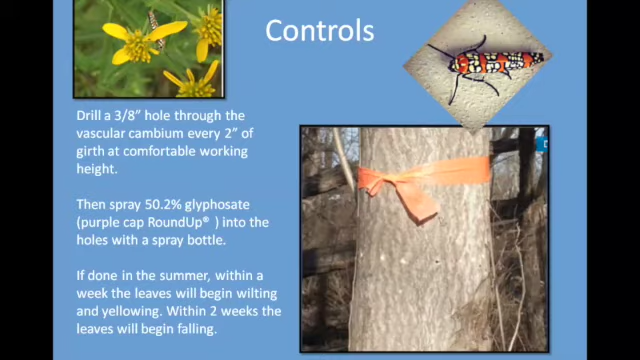 Controls
Drill a 3/8" hole through the
vascular cambium every 2" of
girth at comfortable working
height.
Then spray 50.2% glyphosate
(purple cap RoundUp® ) into the
holes with a spray bottle.
If done in the summer, within a
week the leaves will begin wilting
and yellowing. Within 2 weeks the
leaves will begin falling.